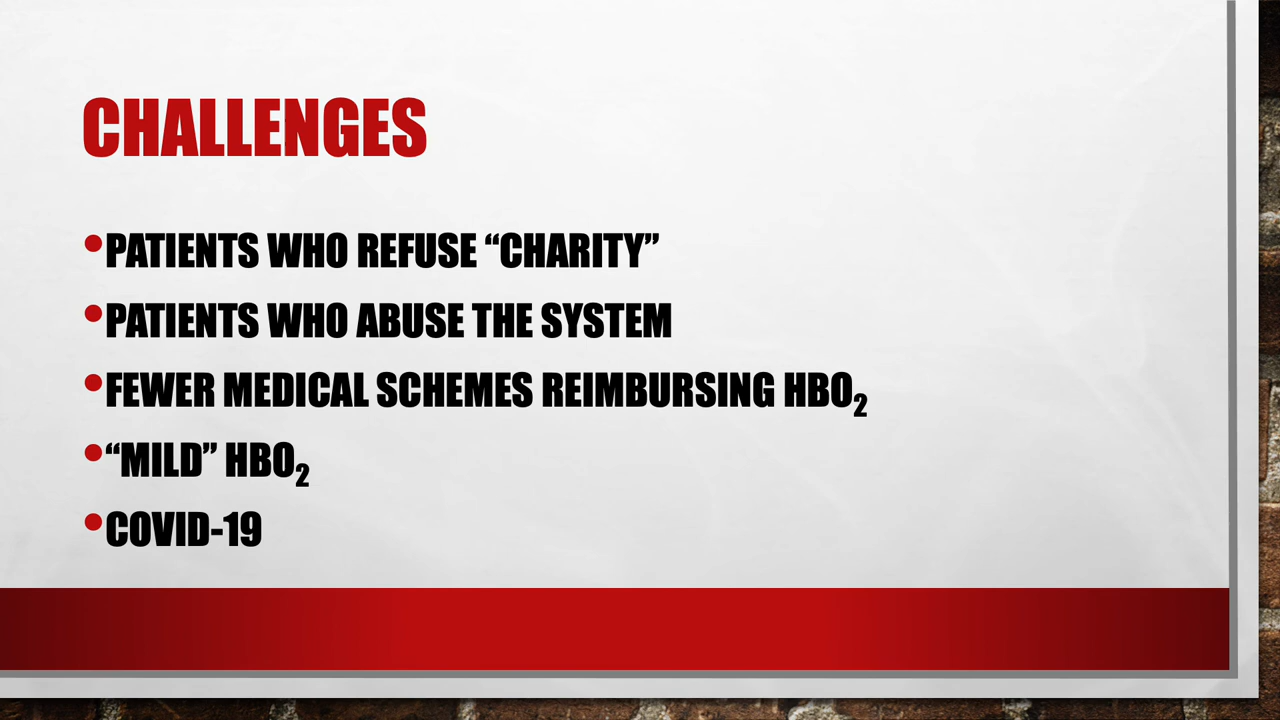 CHALLENGES
•PATIENTS WHO REFUSE “CHARITY”
•PATIENTS WHO ABUSE THE SYSTEM
•FEWER MEDICAL SCHEMES REIMBURSING HBO₂
•“MILD” HBO₂
•COVID-19